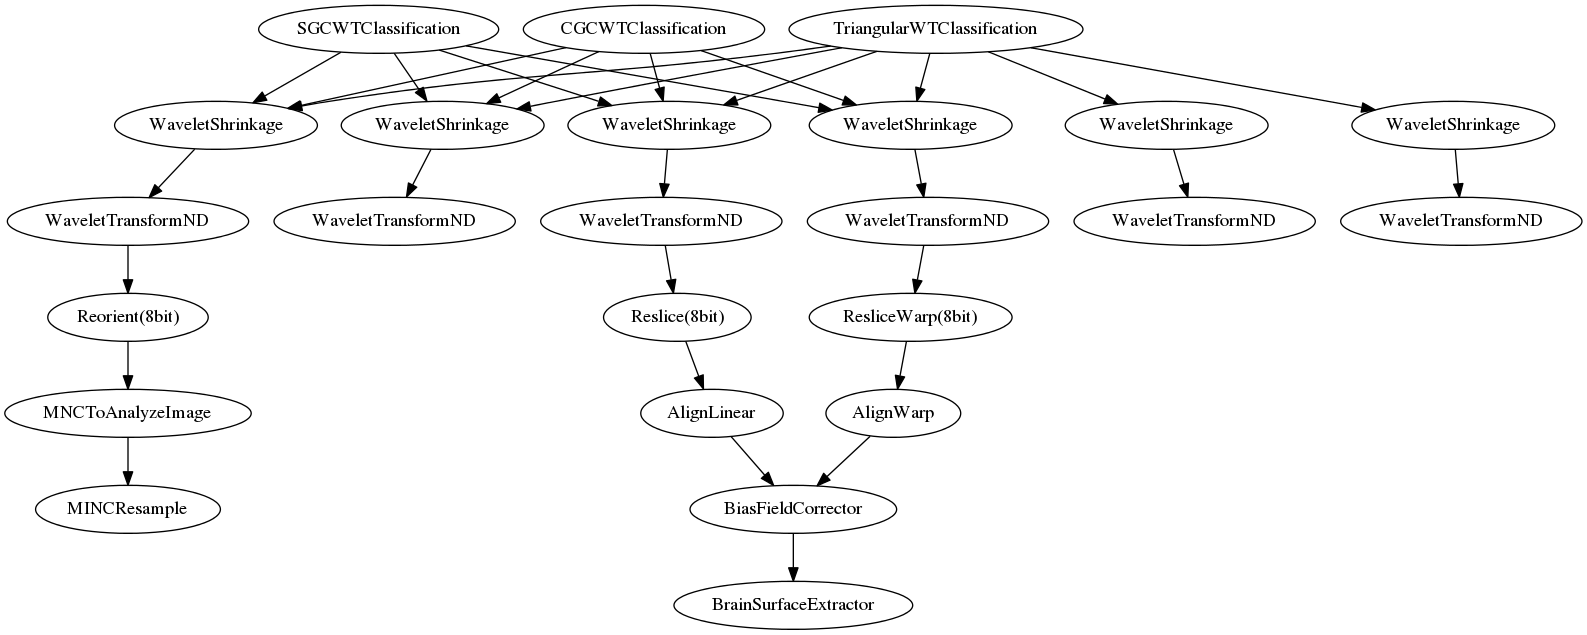 SGCWTClassification
CGCWTClassification
TriangularWTClassification
WaveletShrinkage
WaveletShrinkage
WaveletShrinkage
WaveletShrinkage
WaveletShrinkage
WaveletShrinkage
WaveletTransformND
WaveletTransformND
WaveletTransformND
WaveletTransformND
WaveletTransformND
WaveletTransformND
Reorient(8bit)
Reslice(8bit)
ResliceWarp(8bit)
MNCToAnalyzeImage
AlignLinear
AlignWarp
MINCResample
BiasFieldCorrector
BrainSurfaceExtractor